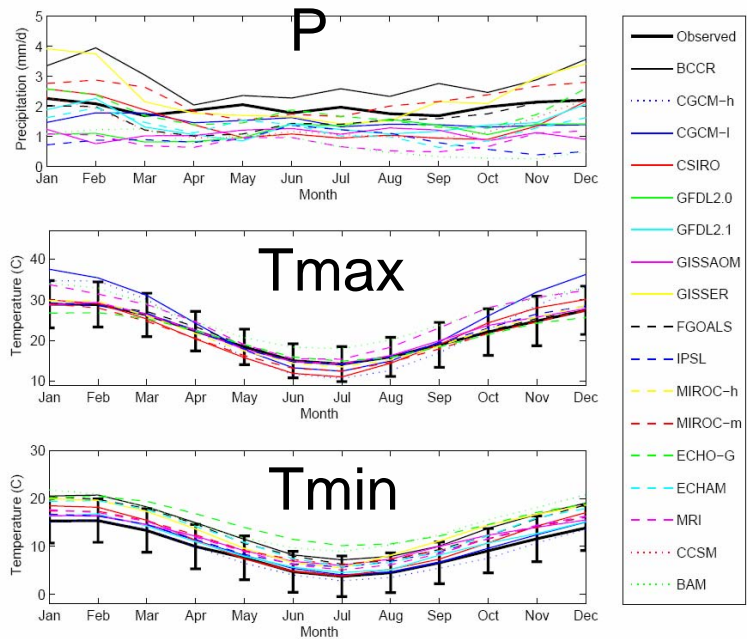 P
Precipitation (mm/d)
5
4
3
2
1
0
Jan Feb Mar Apr May Jun Jul Aug Sep Oct Nov Dec
Month
Tmax
Temperature (C)
40
30
20
10
Jan Feb Mar Apr May Jun Jul Aug Sep Oct Nov Dec
Month
Tmin
Temperature (C)
30
20
10
0
Jan Feb Mar Apr May Jun Jul Aug Sep Oct Nov Dec
Month
Observed
BCCR
CGCM-h
CGCM-l
CSIRO
GFDL2.0
GFDL2.1
GISSAOM
GISSER
FGOALS
IPSL
MIROC-h
MIROC-m
ECHO-G
ECHAM
MRI
CCSM
BAM